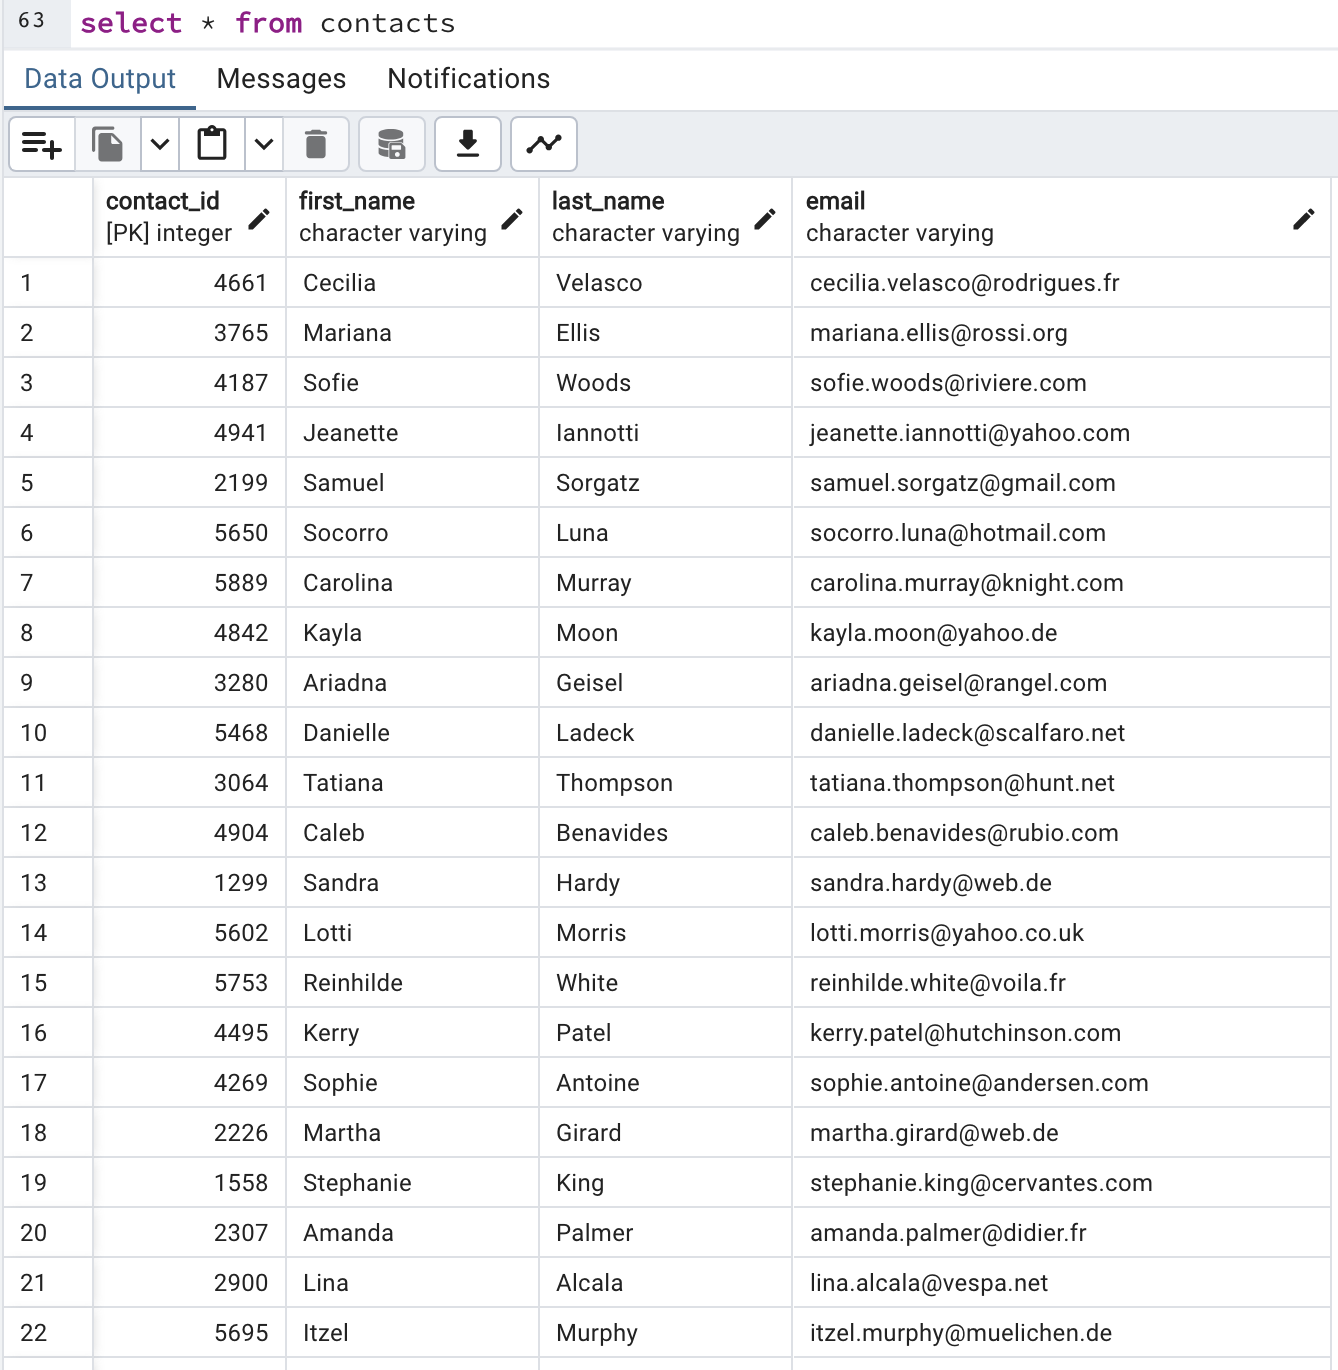 63 select * from contacts
Data Output Messages Notifications
contact_id first_name last_name email
[PK] integer character varying character varying character varying
1 4661 Cecilia Velasco cecilia.velasco@rodrigues.fr
2 3765 Mariana Ellis mariana.ellis@rossi.org
3 4187 Sofie Woods sofie.woods@riviere.com
4 4941 Jeanette Iannotti jeanette.iannotti@yahoo.com
5 2199 Samuel Sorgatz samuel.sorgatz@gmail.com
6 5650 Socorro Luna socorro.luna@hotmail.com
7 5889 Carolina Murray carolina.murray@knight.com
8 4842 Kayla Moon kayla.moon@yahoo.de
9 3280 Ariadna Geisel ariadna.geisel@rangel.com
10 5468 Danielle Ladeck danielle.ladeck@scalfaro.net
11 3064 Tatiana Thompson tatiana.thompson@hunt.net
12 4904 Caleb Benavides caleb.benavides@rubio.com
13 1299 Sandra Hardy sandra.hardy@web.de
14 5602 Lotti Morris lotti.morris@yahoo.co.uk
15 5753 Reinhilde White reinhilde.white@voila.fr
16 4495 Kerry Patel kerry.patel@hutchinson.com
17 4269 Sophie Antoine sophie.antoine@andersen.com
18 2226 Martha Girard martha.girard@web.de
19 1558 Stephanie King stephanie.king@cervantes.com
20 2307 Amanda Palmer amanda.palmer@didier.fr
21 2900 Lina Alcala lina.alcala@vespa.net
22 5695 Itzel Murphy itzel.murphy@muelichen.de